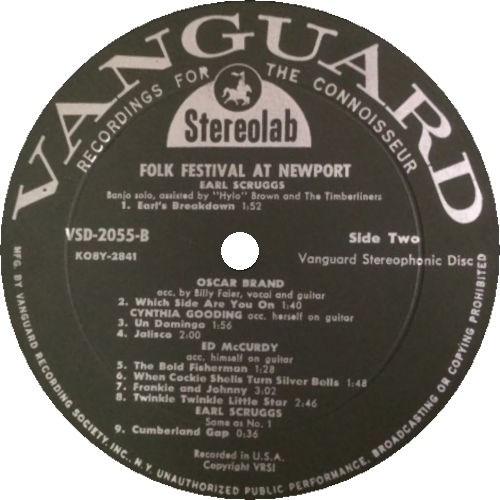 VANGUARD
RECORDINGS FOR THE CONNOISSEUR
Stereolab
FOLK FESTIVAL AT NEWPORT
EARL SCRUGGS
Banjo solo, assisted by "Hylo" Brown and The Timberliners
1. Earl's Breakdown 1:52
VSD-2055-B
Side Two
KO8Y-2841
Vanguard Stereophonic Disc
OSCAR BRAND
acc. by Billy Faier, vocal and guitar
2. Which Side Are You On 1:40
CYNTHIA GOODING acc. herself on guitar
3. Un Domingo 1:56
4. Jalisco 2:00
ED McCURDY
acc. himself on guitar
5. The Bold Fisherman 1:28
6. When Cockle Shells Turn Silver Bells 1:48
7. Frankie and Johnny 3:02
8. Twinkle Twinkle Little Star 2:46
EARL SCRUGGS
Same as No. 1
9. Cumberland Gap 0:36
Recorded in U.S.A.
Copyright VRSI
MFG. BY VANGUARD RECORDING SOCIETY, INC., N.Y. UNAUTHORIZED PUBLIC PERFORMANCE, BROADCASTING OR COPYING PROHIBITED